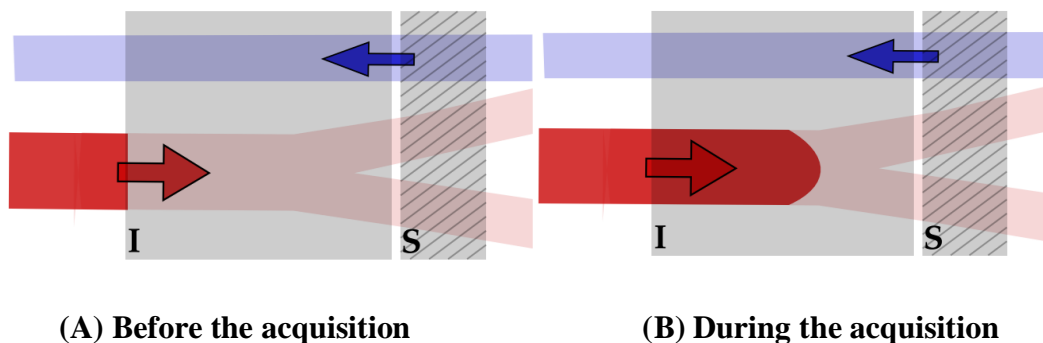 I
S
I
S
(A) Before the acquisition
(B) During the acquisition